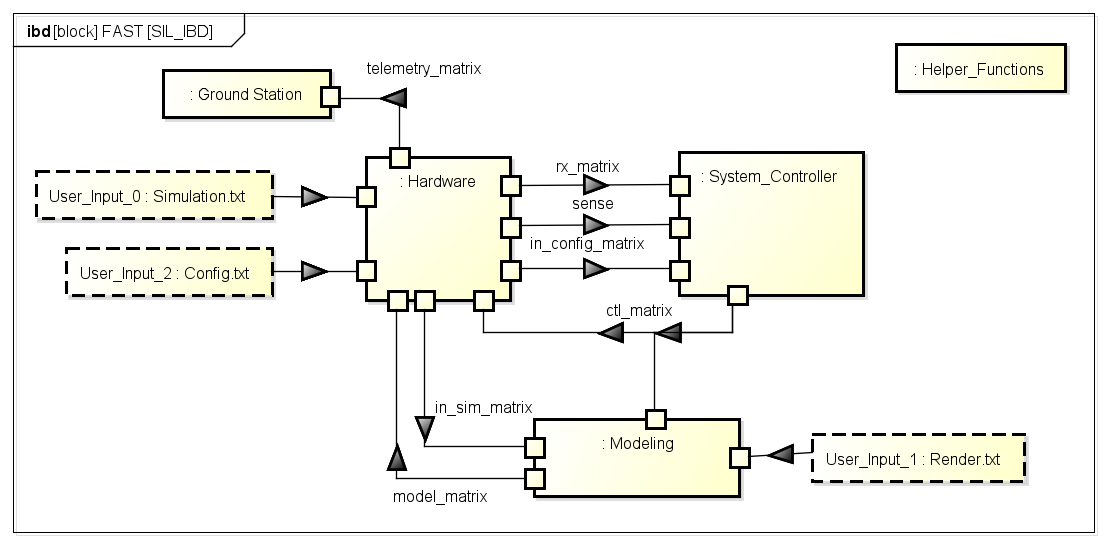 ibd [block] FAST [SIL_IBD]
: Helper_Functions
telemetry_matrix
: Ground Station
rx_matrix
: Hardware
: System_Controller
User_Input_0 : Simulation.txt
sense
in_config_matrix
User_Input_2 : Config.txt
ctl_matrix
in_sim_matrix
: Modeling
User_Input_1 : Render.txt
model_matrix